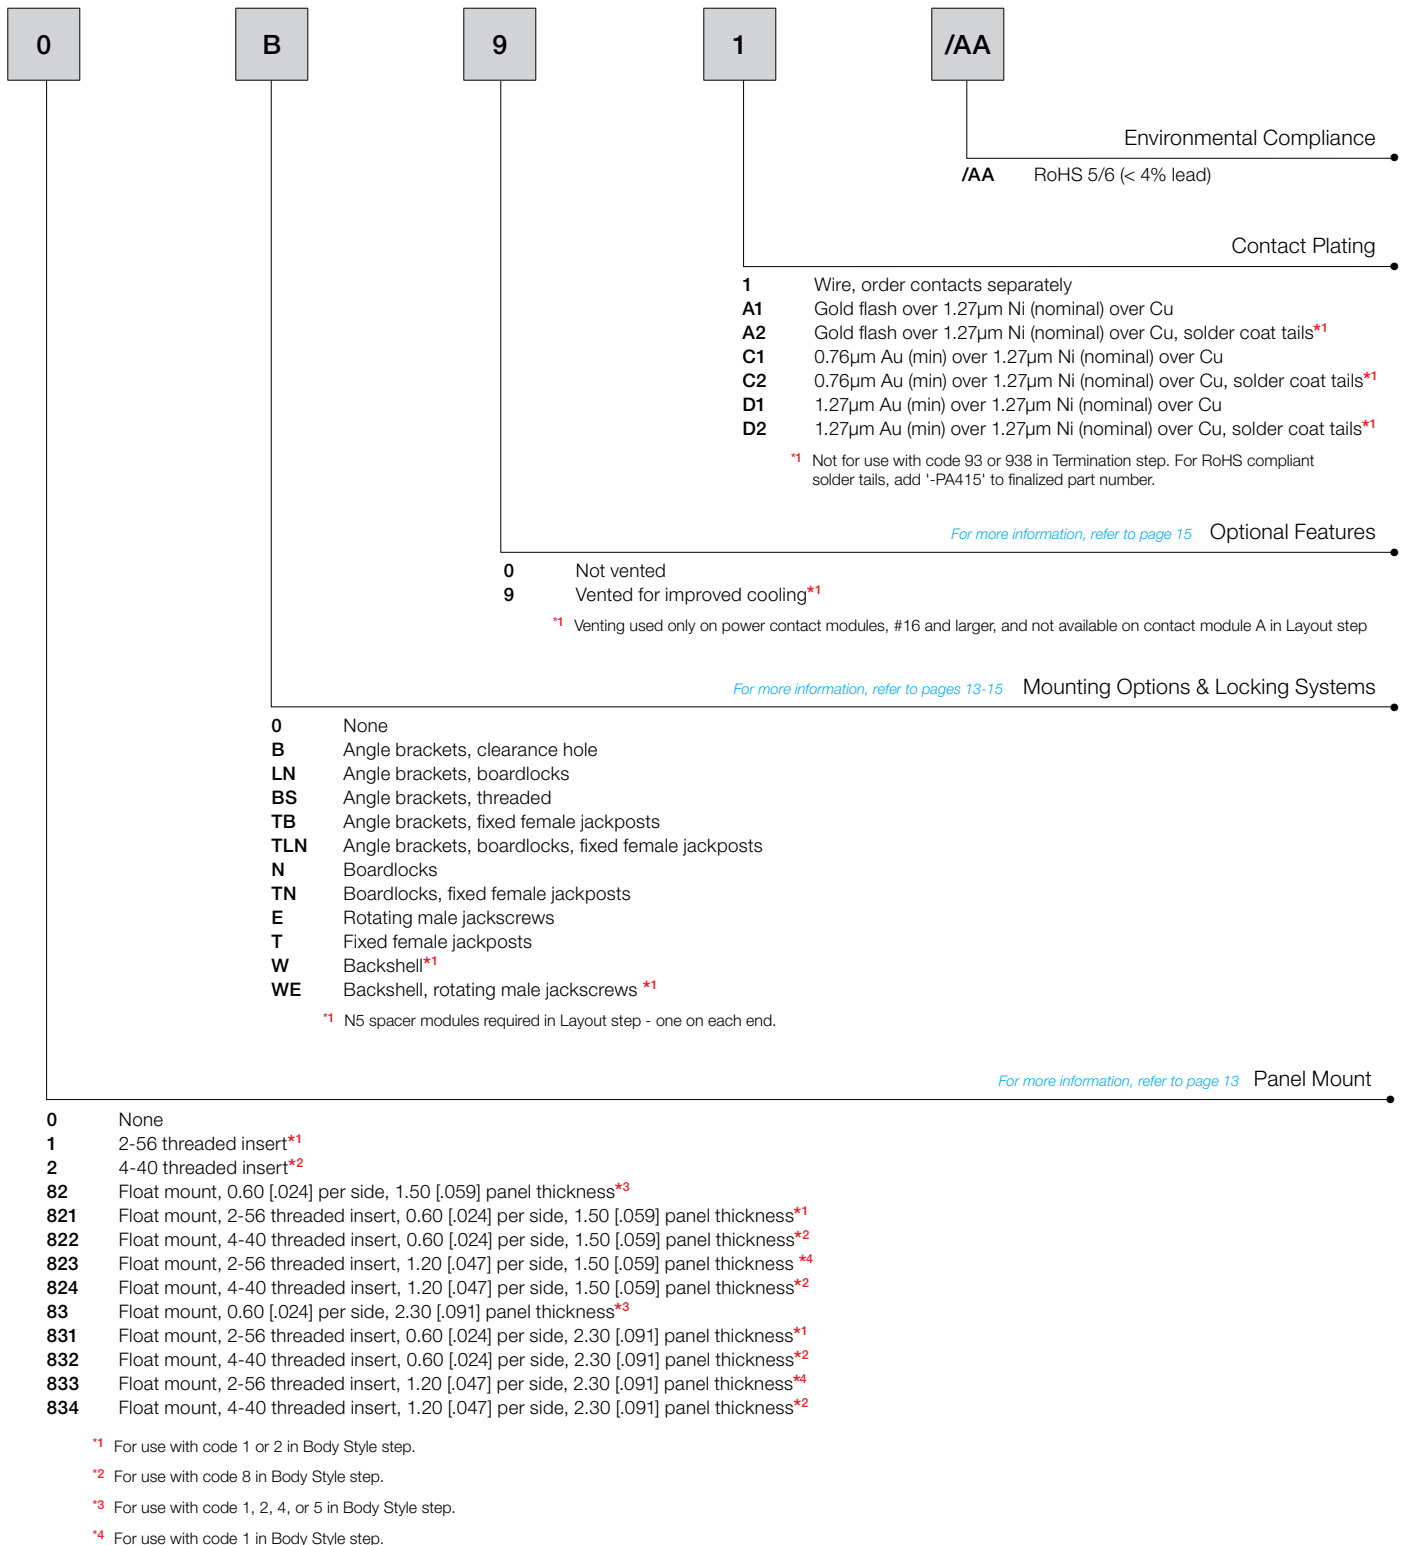 0 B 9 1 /AA
Environmental Compliance
/AA RoHS 5/6 (< 4% lead)
Contact Plating
1 Wire, order contacts separately
A1 Gold flash over 1.27µm Ni (nominal) over Cu
A2 Gold flash over 1.27µm Ni (nominal) over Cu, solder coat tails*1
C1 0.76µm Au (min) over 1.27µm Ni (nominal) over Cu
C2 0.76µm Au (min) over 1.27µm Ni (nominal) over Cu, solder coat tails*1
D1 1.27µm Au (min) over 1.27µm Ni (nominal) over Cu
D2 1.27µm Au (min) over 1.27µm Ni (nominal) over Cu, solder coat tails*1
*1 Not for use with code 93 or 938 in Termination step. For RoHS compliant
solder tails, add '-PA415' to finalized part number.
For more information, refer to page 15 Optional Features
0 Not vented
9 Vented for improved cooling*1
*1 Venting used only on power contact modules, #16 and larger, and not available on contact module A in Layout step
For more information, refer to pages 13-15 Mounting Options & Locking Systems
0 None
B Angle brackets, clearance hole
LN Angle brackets, boardlocks
BS Angle brackets, threaded
TB Angle brackets, fixed female jackposts
TLN Angle brackets, boardlocks, fixed female jackposts
N Boardlocks
TN Boardlocks, fixed female jackposts
E Rotating male jackscrews
T Fixed female jackposts
W Backshell*1
WE Backshell, rotating male jackscrews *1
*1 N5 spacer modules required in Layout step - one on each end.
For more information, refer to page 13 Panel Mount
0 None
1 2-56 threaded insert*1
2 4-40 threaded insert*2
82 Float mount, 0.60 [.024] per side, 1.50 [.059] panel thickness*3
821 Float mount, 2-56 threaded insert, 0.60 [.024] per side, 1.50 [.059] panel thickness*1
822 Float mount, 4-40 threaded insert, 0.60 [.024] per side, 1.50 [.059] panel thickness*2
823 Float mount, 2-56 threaded insert, 1.20 [.047] per side, 1.50 [.059] panel thickness *4
824 Float mount, 4-40 threaded insert, 1.20 [.047] per side, 1.50 [.059] panel thickness*2
83 Float mount, 0.60 [.024] per side, 2.30 [.091] panel thickness*3
831 Float mount, 2-56 threaded insert, 0.60 [.024] per side, 2.30 [.091] panel thickness*1
832 Float mount, 4-40 threaded insert, 0.60 [.024] per side, 2.30 [.091] panel thickness*2
833 Float mount, 2-56 threaded insert, 1.20 [.047] per side, 2.30 [.091] panel thickness*4
834 Float mount, 4-40 threaded insert, 1.20 [.047] per side, 2.30 [.091] panel thickness*2
*1 For use with code 1 or 2 in Body Style step.
*2 For use with code 8 in Body Style step.
*3 For use with code 1, 2, 4, or 5 in Body Style step.
*4 For use with code 1 in Body Style step.